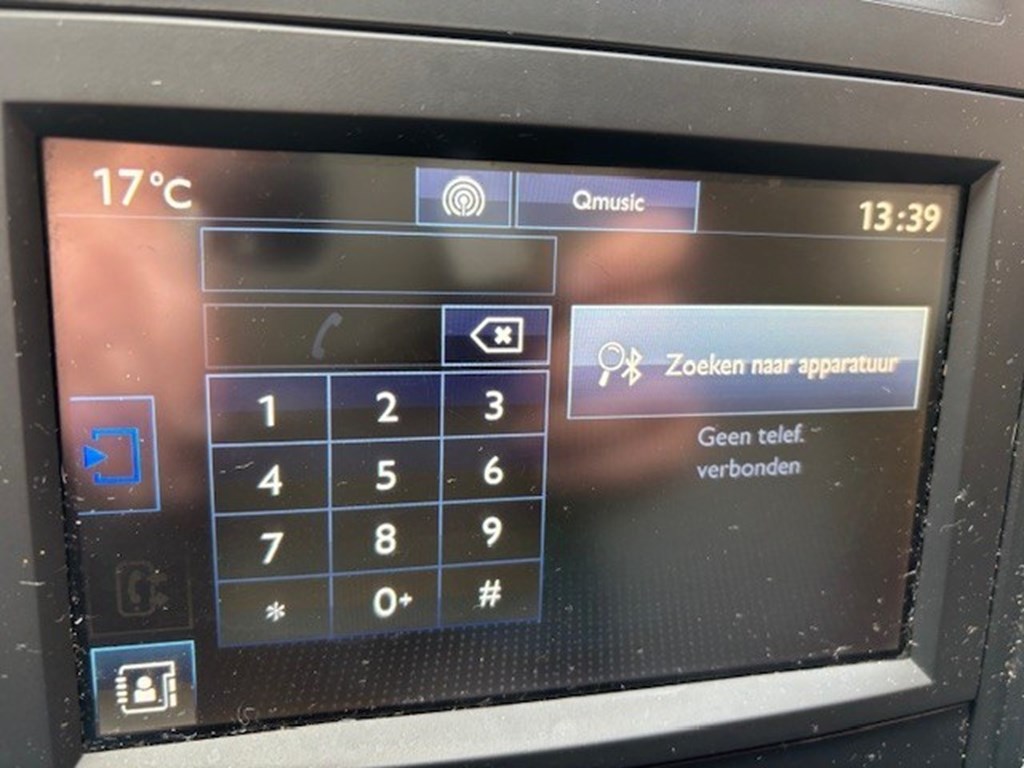 17°C
Qmusic
13:39
Zoeken naar apparatuur
Geen telef.
verbonden
1 2 3
4 5 6
7 8 9
* 0+ #